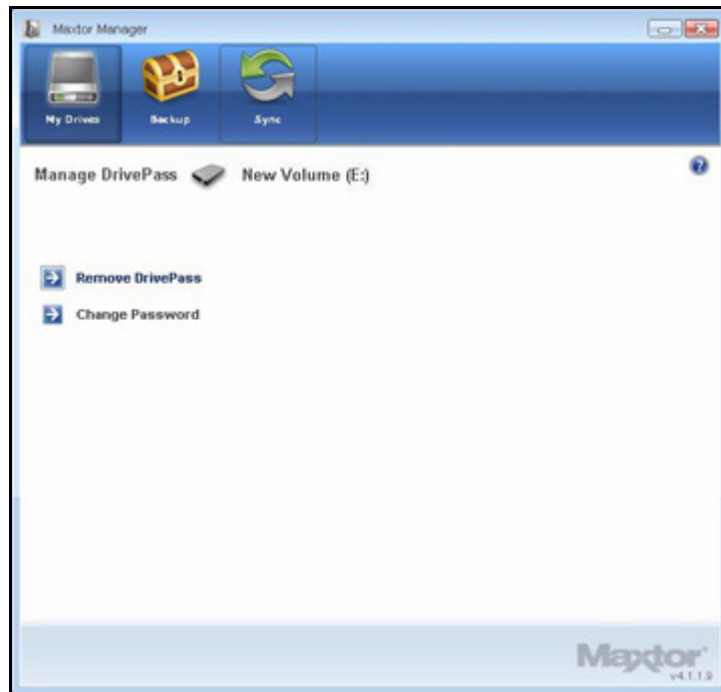 Maxtor Manager
My Drives Backup Sync
Manage DrivePass New Volume (E:)
Remove DrivePass
Change Password
Maxtor
v4.1.1.9